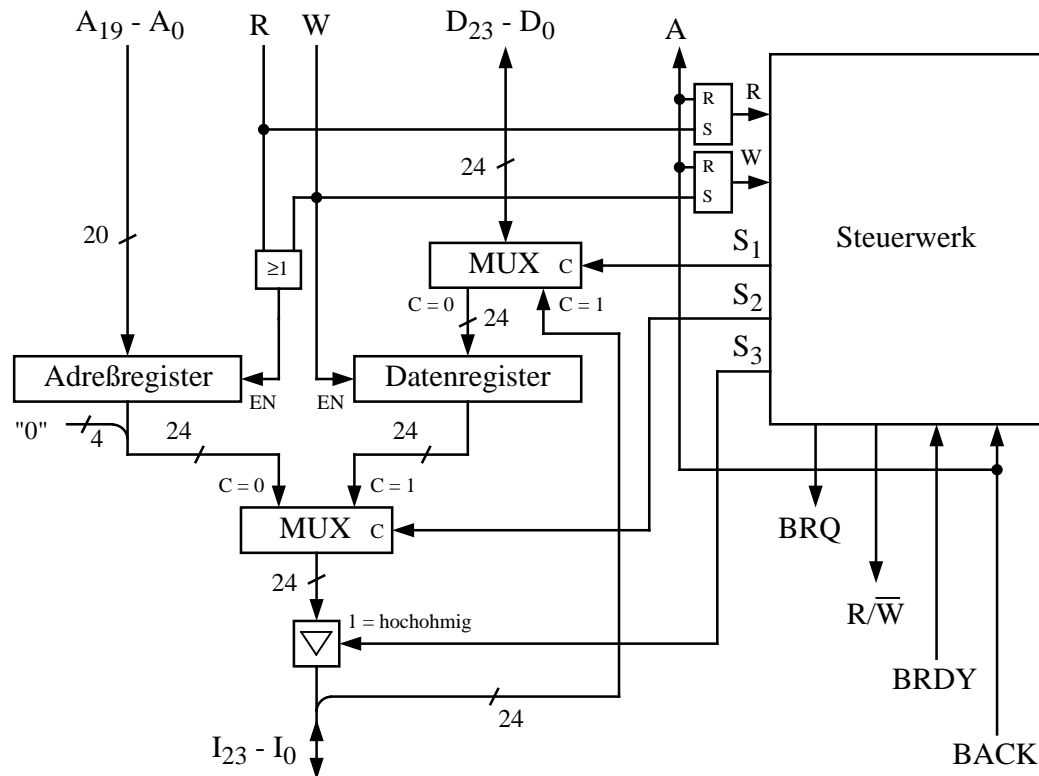 A19 - A0 R W D23 - D0 A
R
S
R
24
R
S
W
20
Steuerwerk
≥1
MUX C
S1
C = 0
24
C = 1
S2
Adreßregister
EN
EN
Datenregister
S3
"0"
4
24
24
C = 0
C = 1
MUX C
BRQ
24
1 = hochohmig
R/W̅
BRDY
24
I23 - I0
BACK